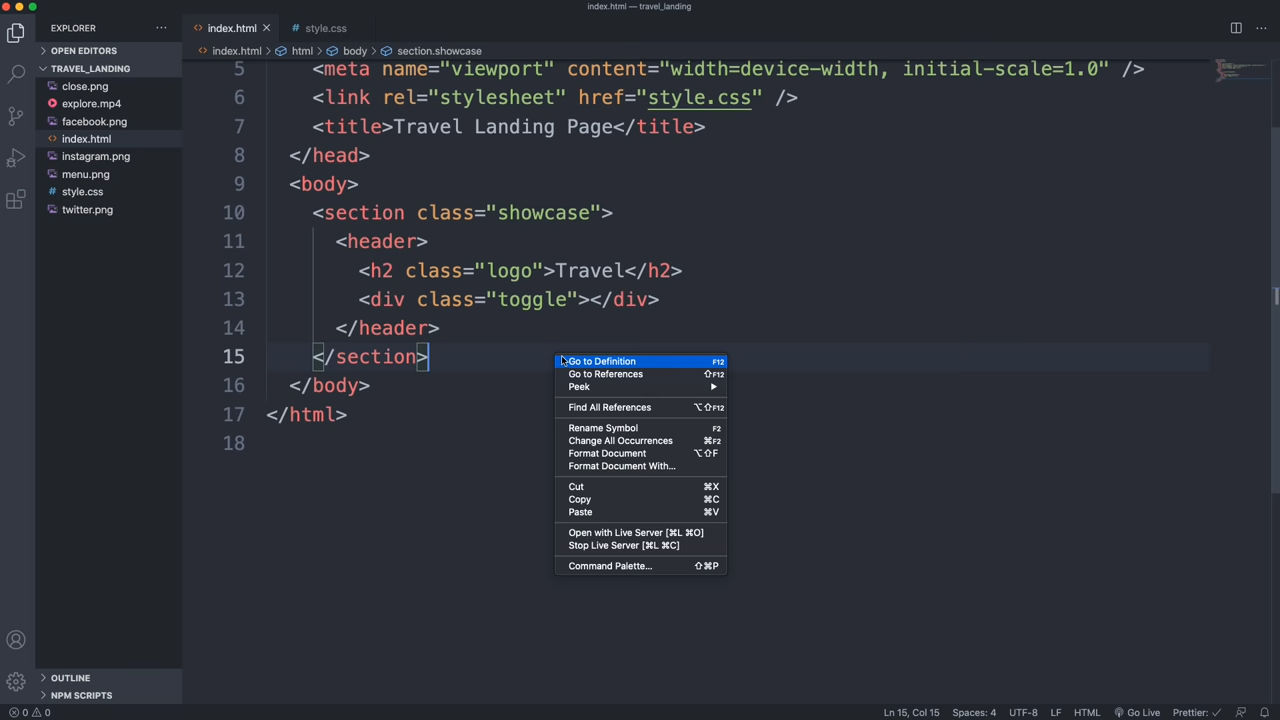 index.html — travel_landing
EXPLORER
index.html
style.css
OPEN EDITORS
index.html > html > body > section.showcase
TRAVEL_LANDING
close.png
explore.mp4
facebook.png
index.html
instagram.png
menu.png
style.css
twitter.png
5 <meta name="viewport" content="width=device-width, initial-scale=1.0" />
6 <link rel="stylesheet" href="style.css" />
7 <title>Travel Landing Page</title>
8 </head>
9 <body>
10 <section class="showcase">
11 <header>
12 <h2 class="logo">Travel</h2>
13 <div class="toggle"></div>
14 </header>
15 </section>
16 </body>
17 </html>
18
Go to Definition F12
Go to References ⇧F12
Peek
Find All References ⌥⇧F12
Rename Symbol F2
Change All Occurrences ⌘F2
Format Document ⌥⇧F
Format Document With...
Cut ⌘X
Copy ⌘C
Paste ⌘V
Open with Live Server [⌘L ⌘O]
Stop Live Server [⌘L ⌘C]
Command Palette... ⇧⌘P
OUTLINE
NPM SCRIPTS
0 0
Ln 15, Col 15 Spaces: 4 UTF-8 LF HTML Go Live Prettier: ✓